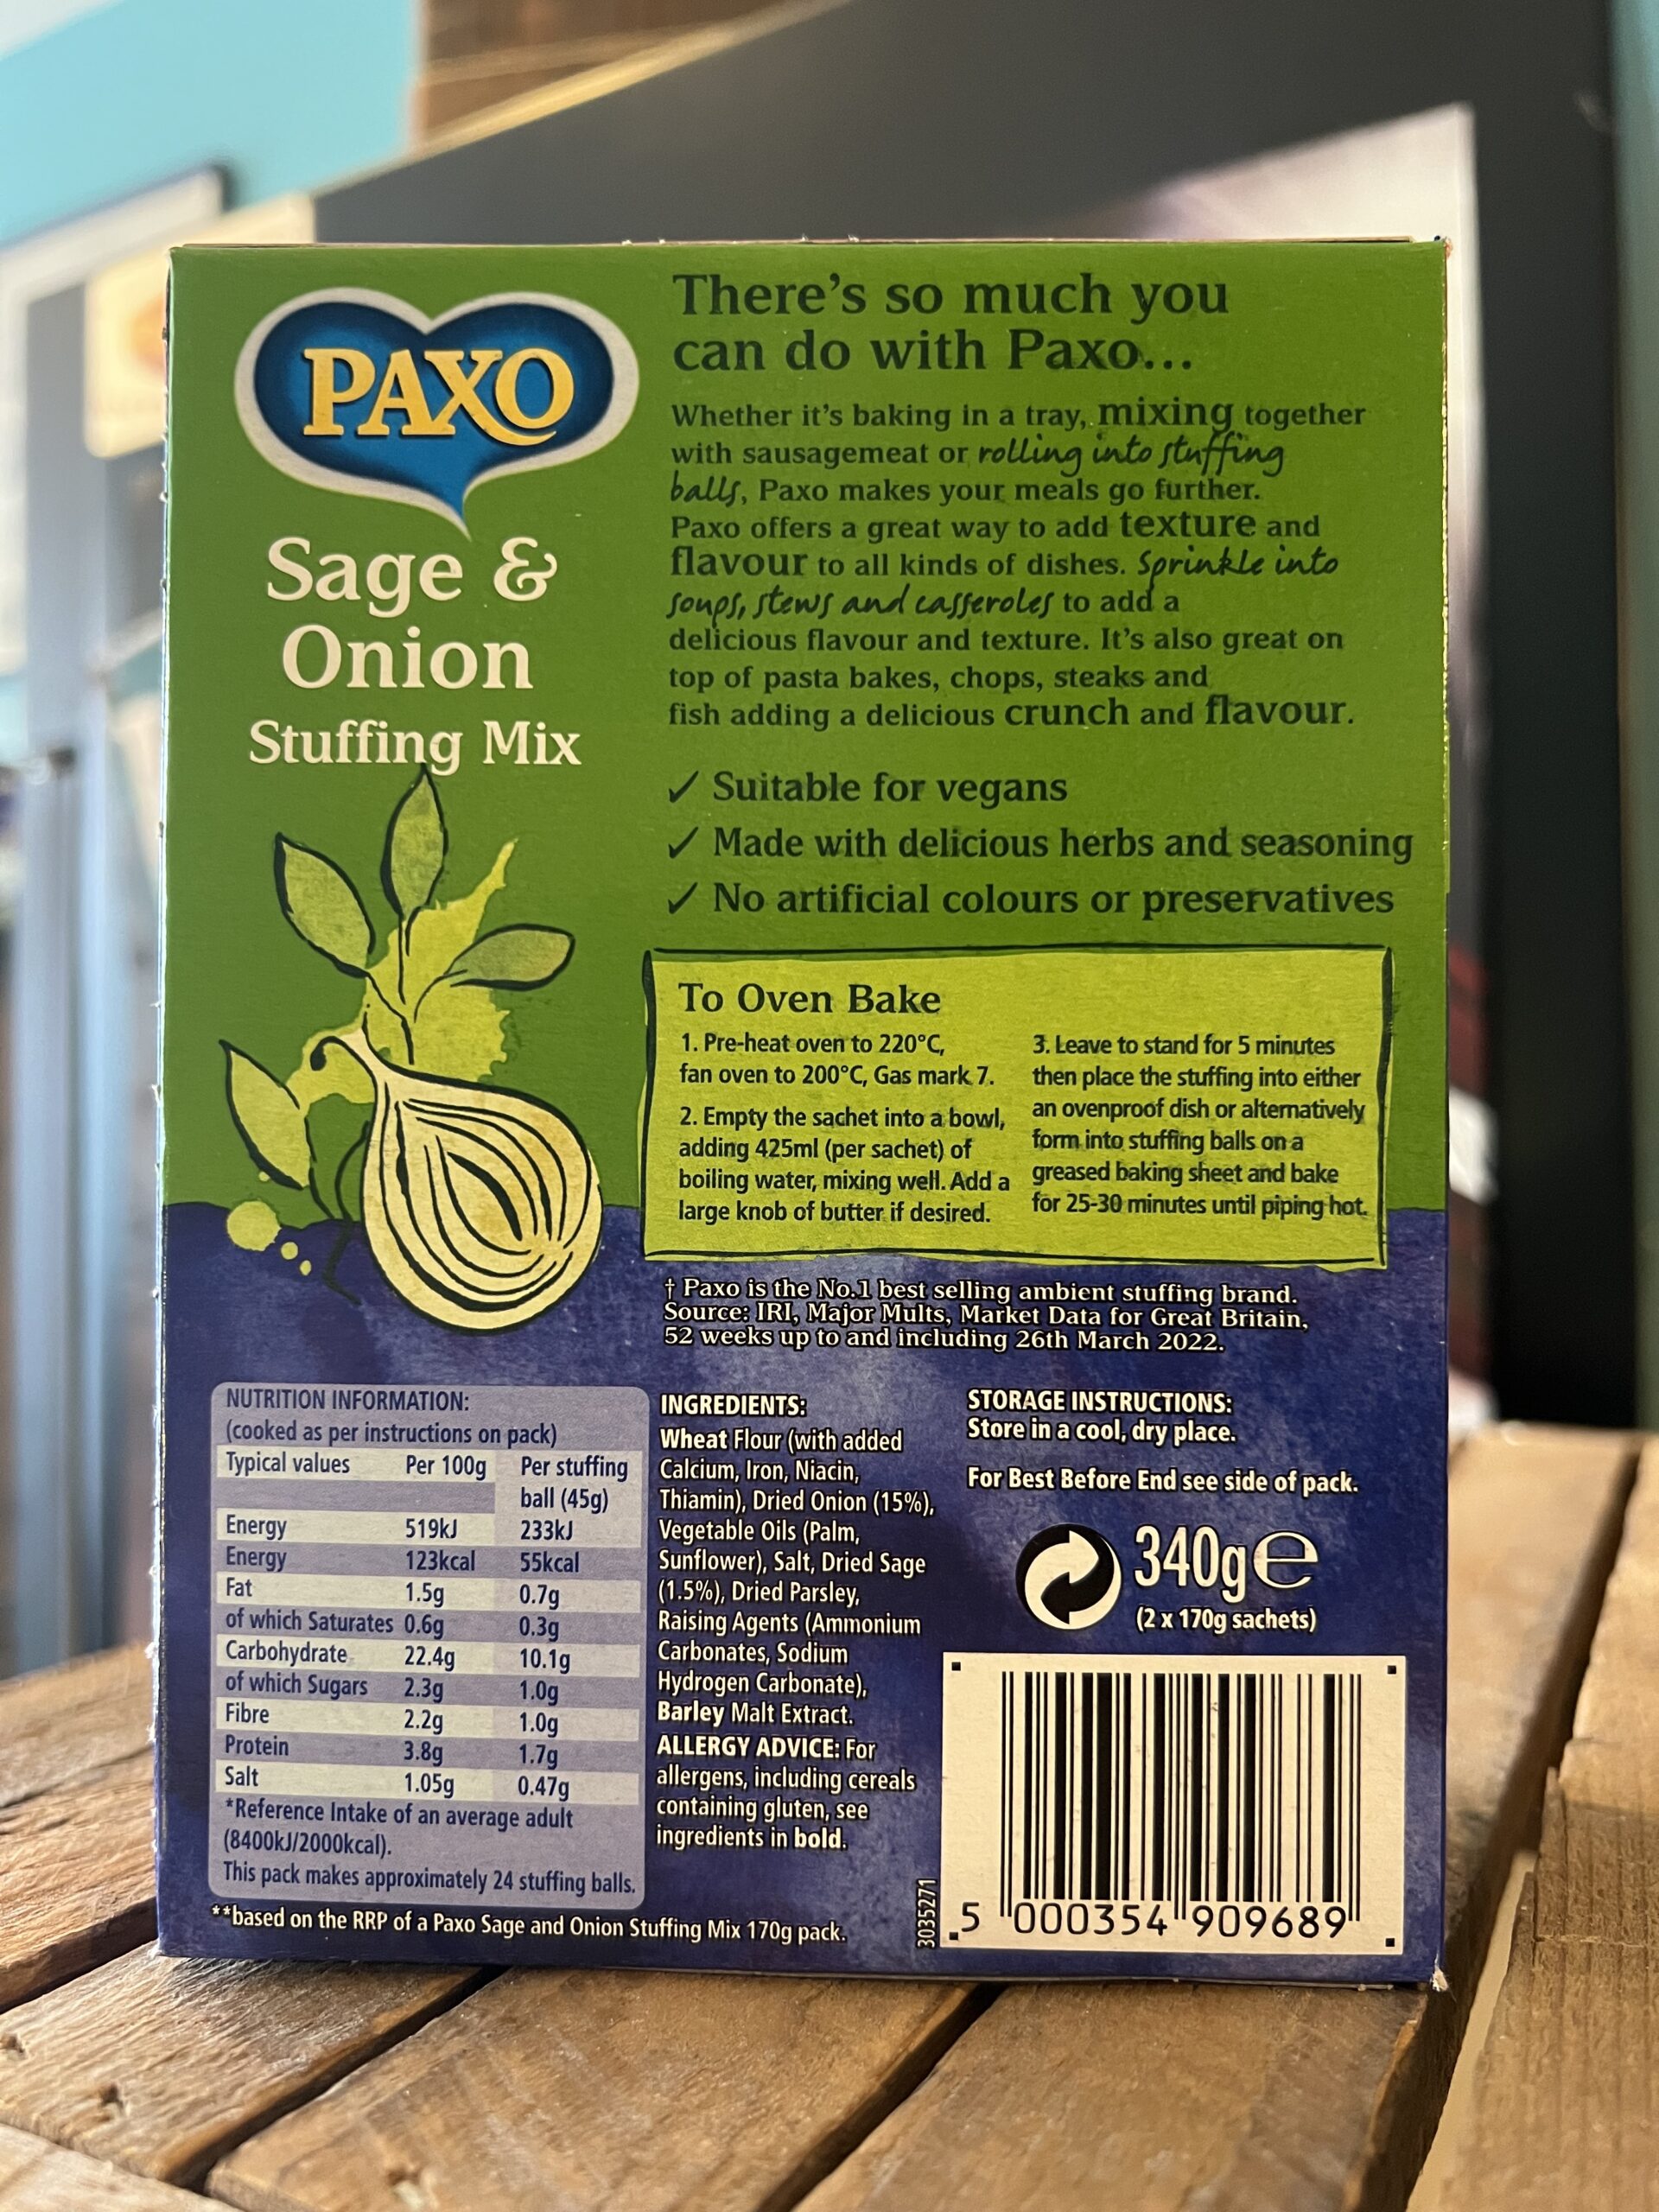 PAXO
Sage &
Onion
Stuffing Mix
There's so much you
can do with Paxo...
Whether it's baking in a tray, mixing together
with sausagemeat or rolling into stuffing
balls, Paxo makes your meals go further.
Paxo offers a great way to add texture and
flavour to all kinds of dishes. Sprinkle into
soups, stews and casseroles to add a
delicious flavour and texture. It's also great on
top of pasta bakes, chops, steaks and
fish adding a delicious crunch and flavour.
✓ Suitable for vegans
✓ Made with delicious herbs and seasoning
✓ No artificial colours or preservatives
To Oven Bake
1. Pre-heat oven to 220°C,
fan oven to 200°C, Gas mark 7.
2. Empty the sachet into a bowl,
adding 425ml (per sachet) of
boiling water, mixing well. Add a
large knob of butter if desired.
3. Leave to stand for 5 minutes
then place the stuffing into either
an ovenproof dish or alternatively
form into stuffing balls on a
greased baking sheet and bake
for 25-30 minutes until piping hot.
† Paxo is the No.1 best selling ambient stuffing brand.
Source: IRI, Major Mults, Market Data for Great Britain,
52 weeks up to and including 26th March 2022.
NUTRITION INFORMATION:
(cooked as per instructions on pack)
Typical values Per 100g Per stuffing
ball (45g)
Energy 519kJ 233kJ
Energy 123kcal 55kcal
Fat 1.5g 0.7g
of which Saturates 0.6g 0.3g
Carbohydrate 22.4g 10.1g
of which Sugars 2.3g 1.0g
Fibre 2.2g 1.0g
Protein 3.8g 1.7g
Salt 1.05g 0.47g
*Reference Intake of an average adult
(8400kJ/2000kcal).
This pack makes approximately 24 stuffing balls.
**based on the RRP of a Paxo Sage and Onion Stuffing Mix 170g pack.
INGREDIENTS:
Wheat Flour (with added
Calcium, Iron, Niacin,
Thiamin), Dried Onion (15%),
Vegetable Oils (Palm,
Sunflower), Salt, Dried Sage
(1.5%), Dried Parsley,
Raising Agents (Ammonium
Carbonates, Sodium
Hydrogen Carbonate),
Barley Malt Extract.
ALLERGY ADVICE: For
allergens, including cereals
containing gluten, see
ingredients in bold.
STORAGE INSTRUCTIONS:
Store in a cool, dry place.
For Best Before End see side of pack.
340g e
(2 x 170g sachets)
3035271
5 000354 909689